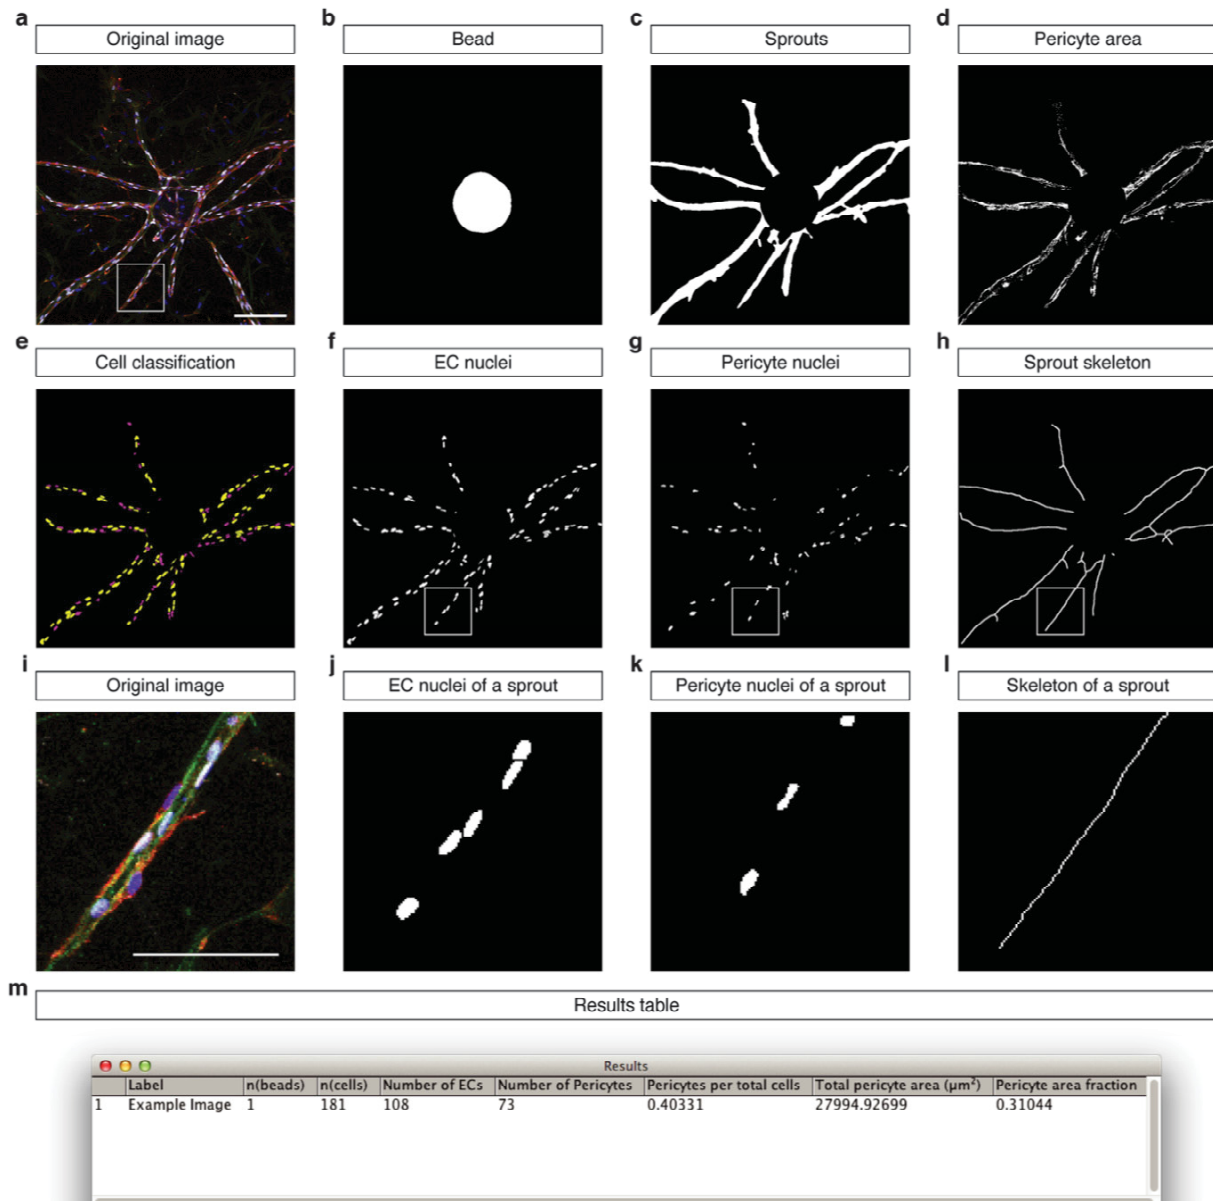 a b c d
Original image Bead Sprouts Pericyte area
e f g h
Cell classification EC nuclei Pericyte nuclei Sprout skeleton
i j k l
Original image EC nuclei of a sprout Pericyte nuclei of a sprout Skeleton of a sprout
m
Results table
Results
Label n(beads) n(cells) Number of ECs Number of Pericytes Pericytes per total cells Total pericyte area (µm²) Pericyte area fraction
1 Example Image 1 181 108 73 0.40331 27994.92699 0.31044